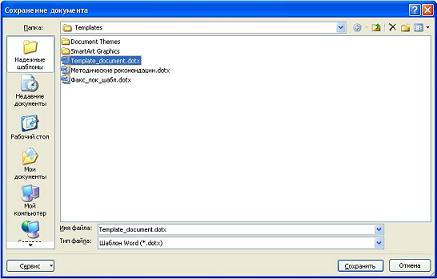 Сохранение документа
Папка: Templates
Надежные шаблоны
Недавние документы
Рабочий стол
Мои документы
Мой компьютер
Document Themes
SmartArt Graphics
Template_document.dotx
Методические рекомендации.dotx
Факс_лок_шабл.dotx
Имя файла: Template_document.dotx
Тип файла: Шаблон Word (*.dotx)
Сервис
Сохранить
Отмена